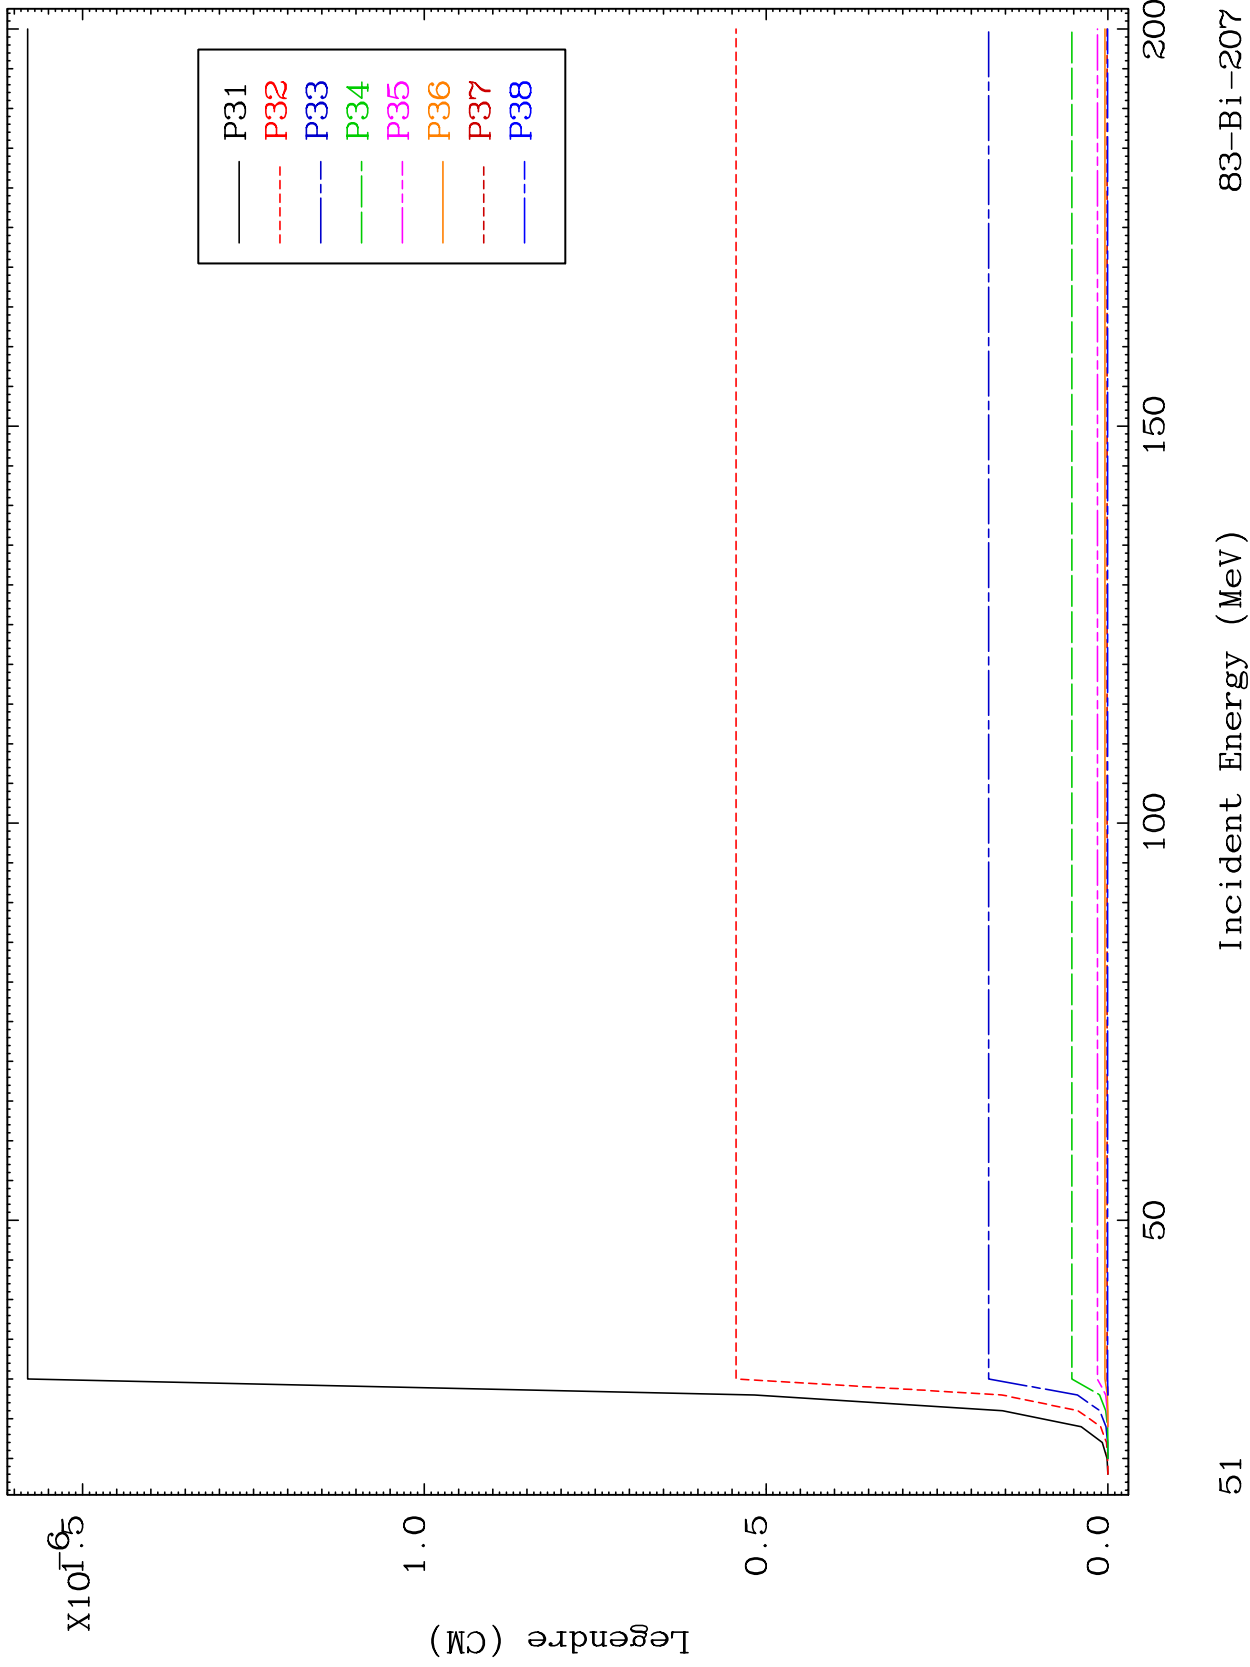 X10-6
1.5
1.0
0.5
0.0
Legendre (CM)
50
100
150
200
Incident Energy (MeV)
51
83-Bi-207
P31
P32
P33
P34
P35
P36
P37
P38